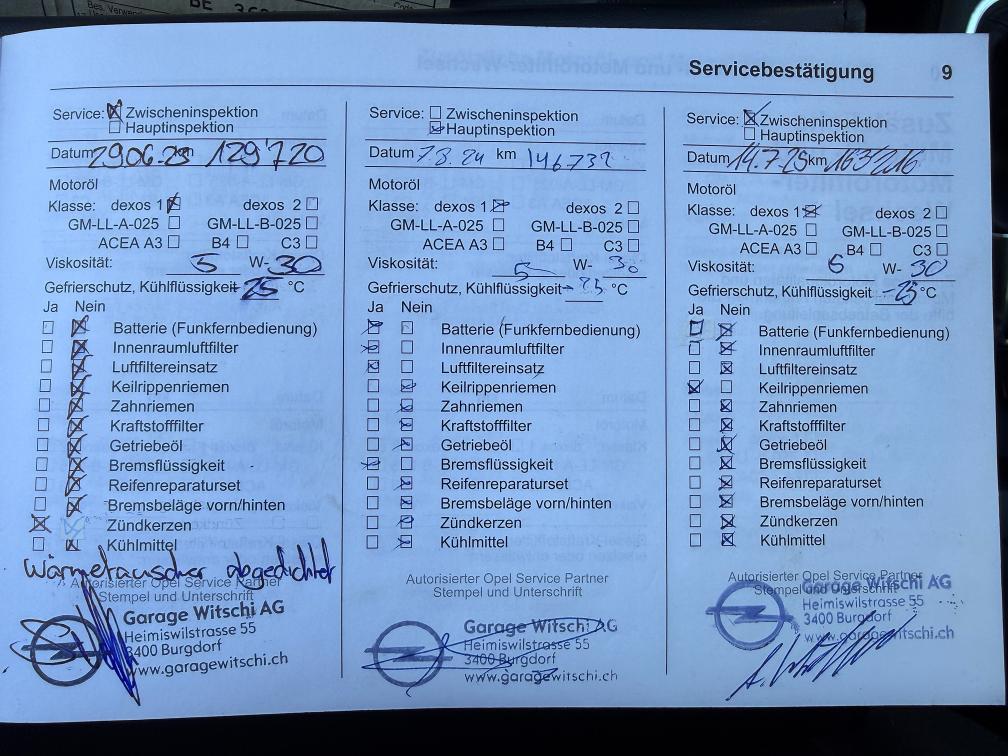 BE
Servicebestätigung 9
Service: Zwischeninspektion
Hauptinspektion
Datum 29.06.23 km 129'720
Motoröl
Klasse: dexos 1 dexos 2
GM-LL-A-025 GM-LL-B-025
ACEA A3 B4 C3
Viskosität: 5 W- 30
Gefrierschutz, Kühlflüssigkeit -25 °C
Ja Nein
Batterie (Funkfernbedienung)
Innenraumluftfilter
Luftfiltereinsatz
Keilrippenriemen
Zahnriemen
Kraftstofffilter
Getriebeöl
Bremsflüssigkeit
Reifenreparaturset
Bremsbeläge vorn/hinten
Zündkerzen
Kühlmittel
Wärmetauscher abgedichtet
Autorisierter Opel Service Partner
Stempel und Unterschrift
Garage Witschi AG
Heimiswilstrasse 55
3400 Burgdorf
www.garagewitschi.ch
Service: Zwischeninspektion
Hauptinspektion
Datum 7.8.24 km 146'732
Motoröl
Klasse: dexos 1 dexos 2
GM-LL-A-025 GM-LL-B-025
ACEA A3 B4 C3
Viskosität: 5 W- 30
Gefrierschutz, Kühlflüssigkeit -25 °C
Ja Nein
Batterie (Funkfernbedienung)
Innenraumluftfilter
Luftfiltereinsatz
Keilrippenriemen
Zahnriemen
Kraftstofffilter
Getriebeöl
Bremsflüssigkeit
Reifenreparaturset
Bremsbeläge vorn/hinten
Zündkerzen
Kühlmittel
Autorisierter Opel Service Partner
Stempel und Unterschrift
Garage Witschi AG
Heimiswilstrasse 55
3400 Burgdorf
www.garagewitschi.ch
Service: Zwischeninspektion
Hauptinspektion
Datum 14.7.25 km 163'216
Motoröl
Klasse: dexos 1 dexos 2
GM-LL-A-025 GM-LL-B-025
ACEA A3 B4 C3
Viskosität: 5 W- 30
Gefrierschutz, Kühlflüssigkeit -25 °C
Ja Nein
Batterie (Funkfernbedienung)
Innenraumluftfilter
Luftfiltereinsatz
Keilrippenriemen
Zahnriemen
Kraftstofffilter
Getriebeöl
Bremsflüssigkeit
Reifenreparaturset
Bremsbeläge vorn/hinten
Zündkerzen
Kühlmittel
Autorisierter Opel Service Partner
Stempel und Unterschrift
Garage Witschi AG
Heimiswilstrasse 55
3400 Burgdorf
www.garagewitschi.ch